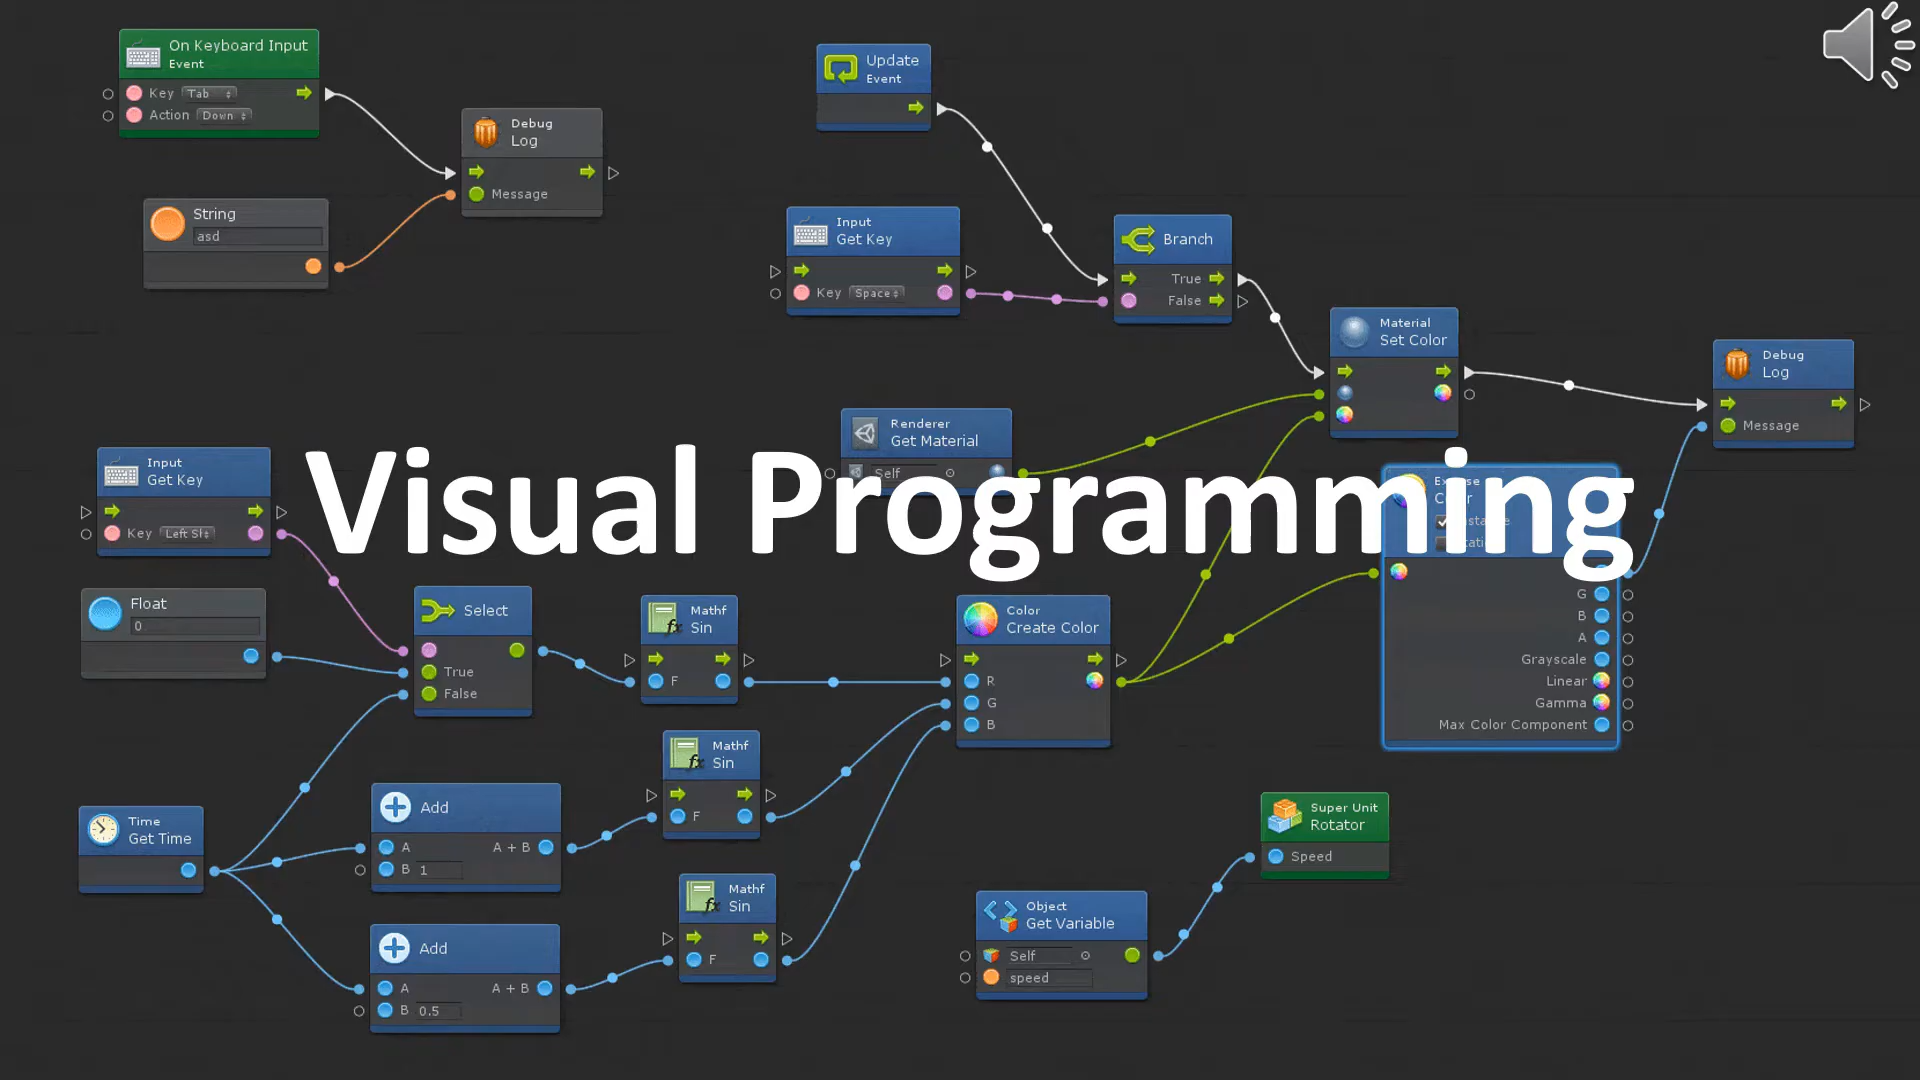 On Keyboard Input
Event
Key Tab
Action Down
Debug
Log
Message
String
asd
Update
Event
Input
Get Key
Key Space
Branch
True
False
Material
Set Color
Debug
Log
Message
Renderer
Get Material
Self
Visual Programming
Input
Get Key
Key
Float
0
Select
True
False
Mathf
Sin
F
Color
Create Color
R
G
B
G
B
A
Grayscale
Linear
Gamma
Max Color Component
Mathf
Sin
F
Time
Get Time
Add
A A + B
B 1
Super Unit
Rotator
Speed
Mathf
Sin
F
Object
Get Variable
Self
speed
Add
A A + B
B 0.5